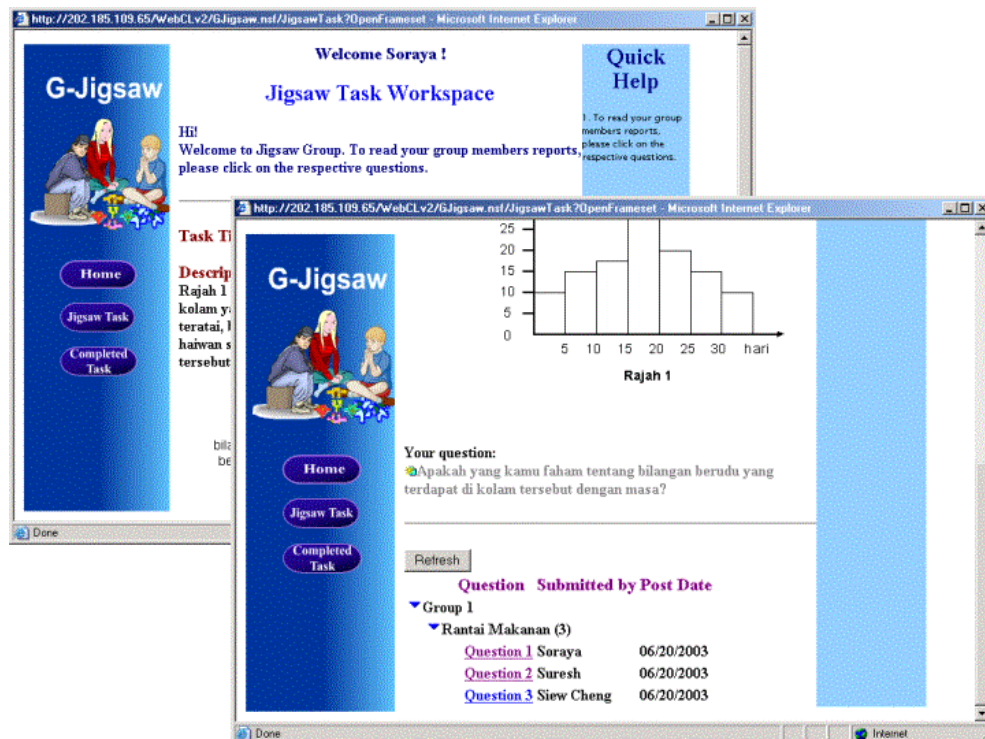 http://202.185.109.65/WebCLv2/GJigsaw.nsf/JigsawTask?OpenFrameset - Microsoft Internet Explorer
G-Jigsaw
Home
Jigsaw Task
Completed
Task
Welcome Soraya !
Jigsaw Task Workspace
Hi!
Welcome to Jigsaw Group. To read your group members reports,
please click on the respective questions.
Quick
Help
1. To read your group
members reports,
please click on the
respective questions.
Task Ti
Descrip
Rajah 1
kolam y
teratai, b
haiwan s
tersebut
bila
be
Done
http://202.185.109.65/WebCLv2/GJigsaw.nsf/JigsawTask?OpenFrameset - Microsoft Internet Explorer
G-Jigsaw
Home
Jigsaw Task
Completed
Task
25
20
15
10
5
0
5 10 15 20 25 30 hari
Rajah 1
Your question:
Apakah yang kamu faham tentang bilangan berudu yang
terdapat di kolam tersebut dengan masa?
Refresh
Question Submitted by Post Date
Group 1
Rantai Makanan (3)
Question 1 Soraya 06/20/2003
Question 2 Suresh 06/20/2003
Question 3 Siew Cheng 06/20/2003
Done
Internet